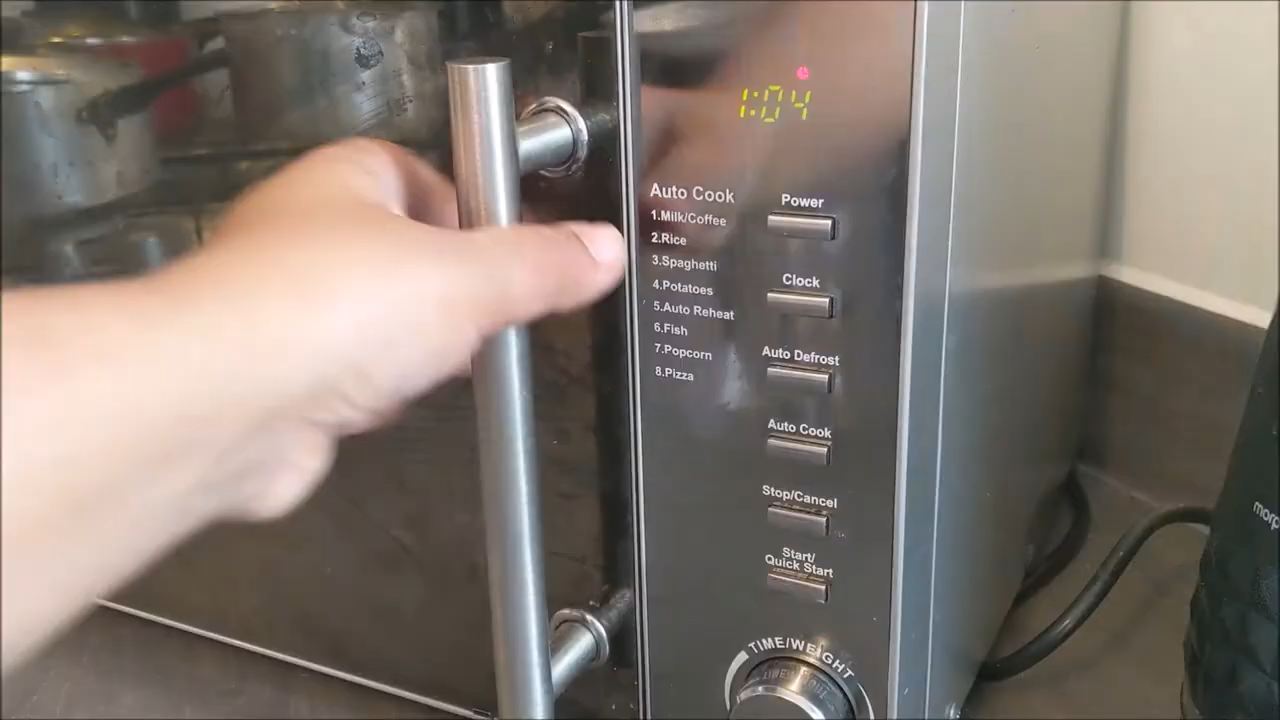 1:04
Auto Cook
1.Milk/Coffee
2.Rice
3.Spaghetti
4.Potatoes
5.Auto Reheat
6.Fish
7.Popcorn
8.Pizza
Power
Clock
Auto Defrost
Auto Cook
Stop/Cancel
Start/
Quick Start
TIME/WEIGHT
morp